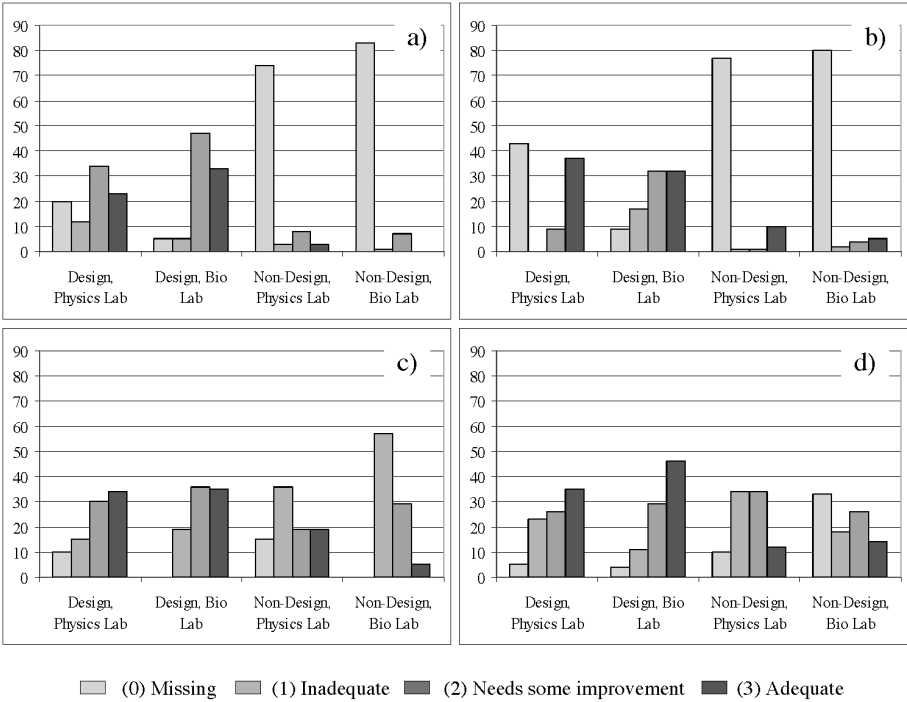 a)
90
80
70
60
50
40
30
20
10
0
Design, Physics Lab
Design, Bio Lab
Non-Design, Physics Lab
Non-Design, Bio Lab
b)
90
80
70
60
50
40
30
20
10
0
Design, Physics Lab
Design, Bio Lab
Non-Design, Physics Lab
Non-Design, Bio Lab
c)
90
80
70
60
50
40
30
20
10
0
Design, Physics Lab
Design, Bio Lab
Non-Design, Physics Lab
Non-Design, Bio Lab
d)
90
80
70
60
50
40
30
20
10
0
Design, Physics Lab
Design, Bio Lab
Non-Design, Physics Lab
Non-Design, Bio Lab
(0) Missing (1) Inadequate (2) Needs some improvement (3) Adequate